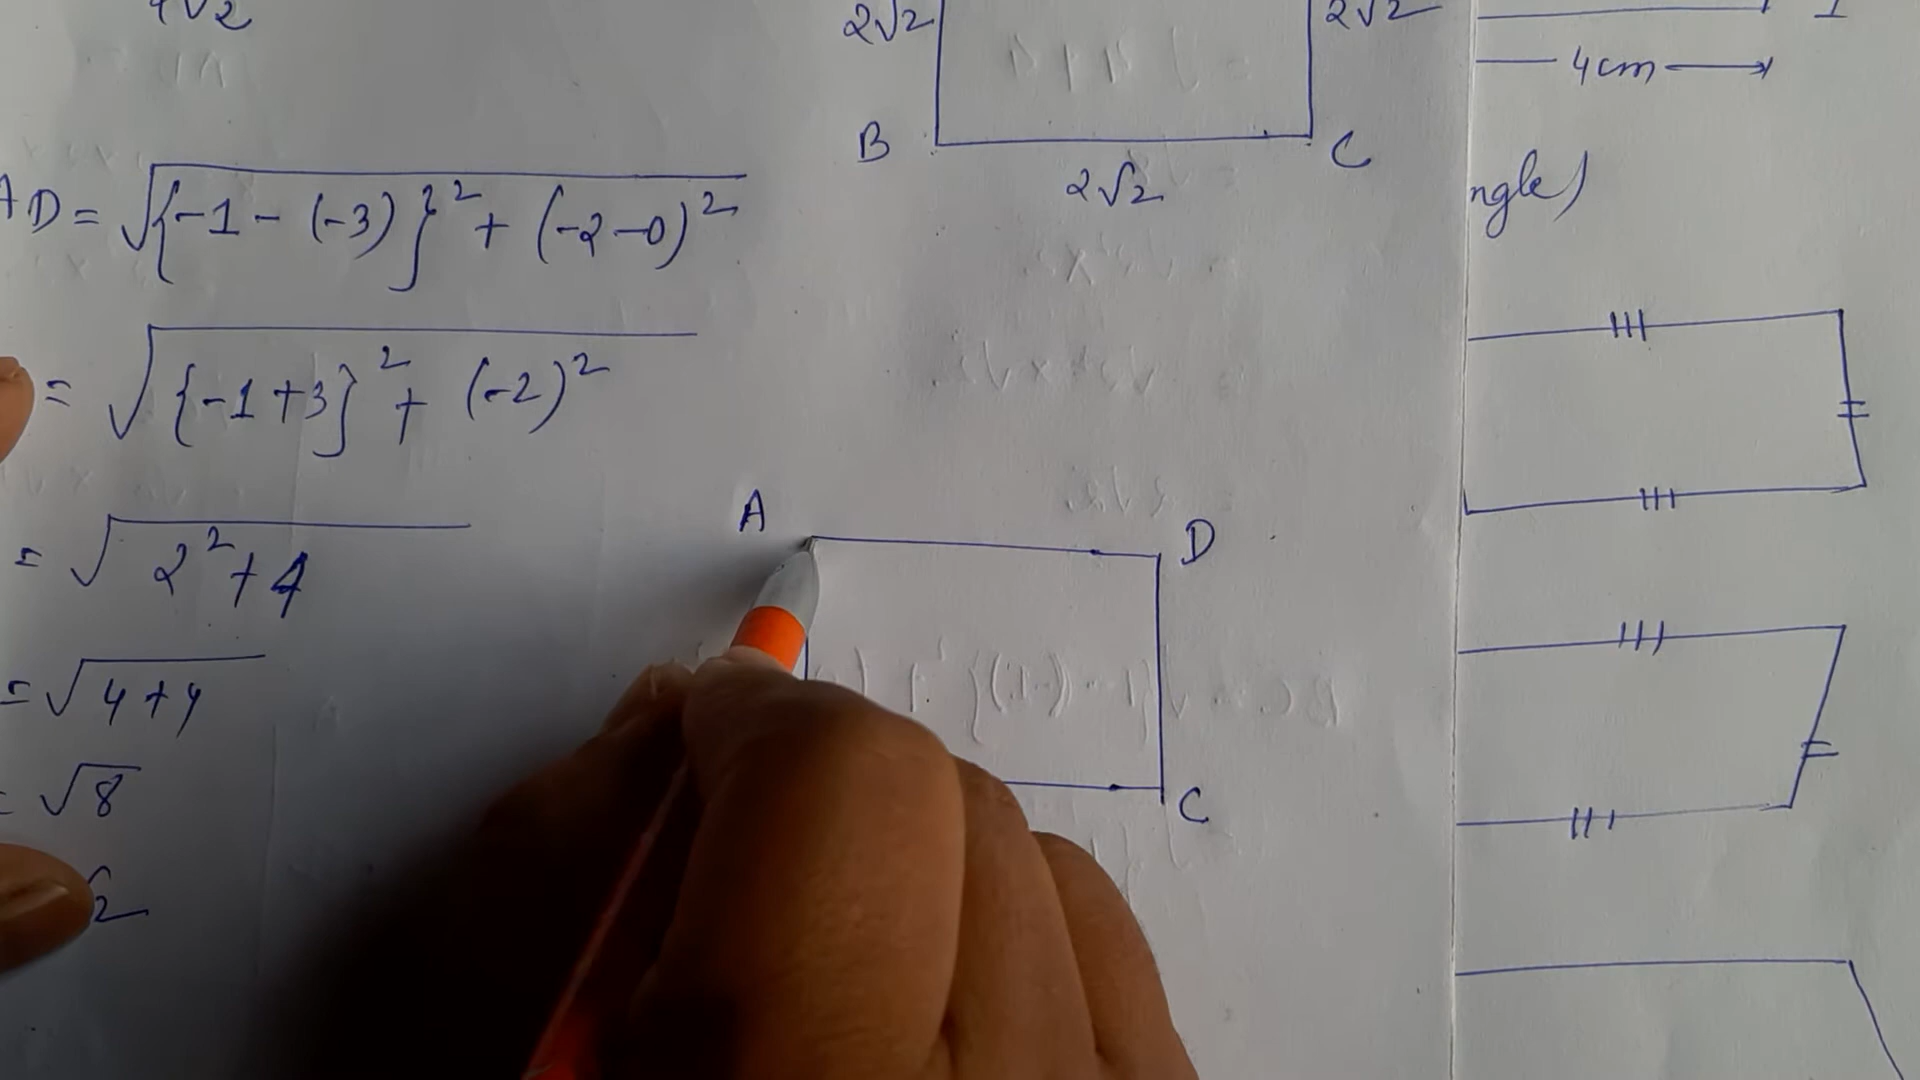 4√2
AD = √{-1 - (-3)}² + (-2-0)²
= √{-1+3}² + (-2)²
= √2² + 4
= √4+4
= √8
2
2√2
2√2
B
C
2√2
A
D
C
4cm
ngle)